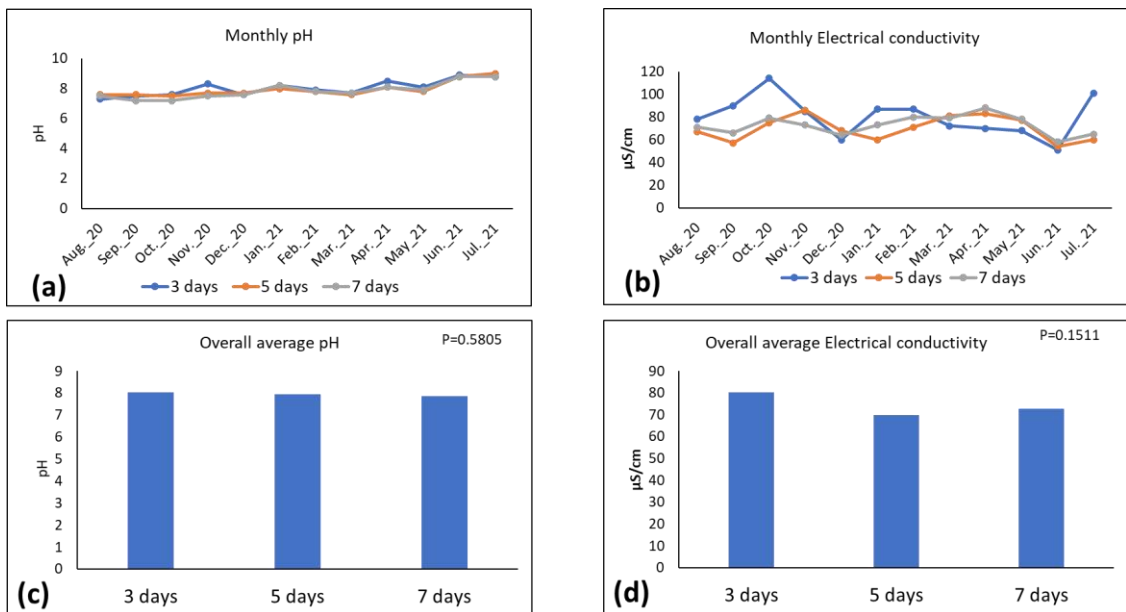 Monthly pH
10
8
6
4
2
0
pH
Aug._20 Sep._20 Oct._20 Nov._20 Dec._20 Jan._21 Feb._21 Mar._21 Apr._21 May_21 Jun._21 Jul._21
(a)
3 days 5 days 7 days
Monthly Electrical conductivity
120
100
80
60
40
20
0
µS/cm
Aug._20 Sep._20 Oct._20 Nov._20 Dec._20 Jan._21 Feb._21 Mar._21 Apr._21 May_21 Jun._21 Jul._21
(b)
3 days 5 days 7 days
Overall average pH P=0.5805
9
8
7
6
5
4
3
2
1
0
pH
(c)
3 days 5 days 7 days
Overall average Electrical conductivity P=0.1511
90
80
70
60
50
40
30
20
10
0
µS/cm
(d)
3 days 5 days 7 days